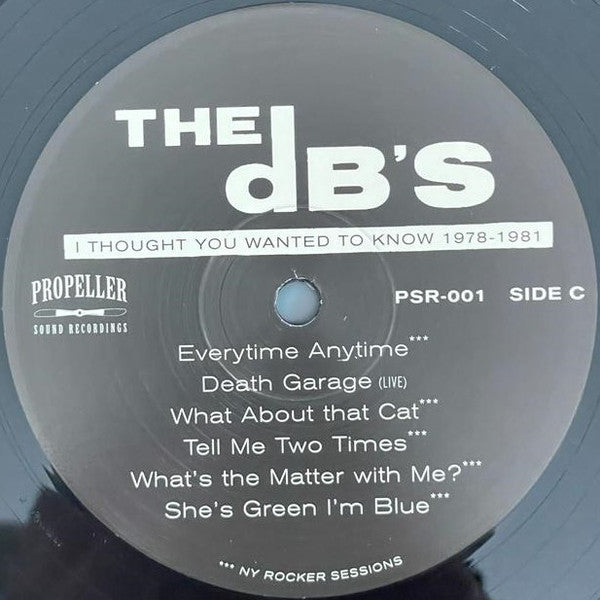 THE
dB'S
I THOUGHT YOU WANTED TO KNOW 1978-1981
PROPELLER
SOUND RECORDINGS
PSR-001 SIDE C
Everytime Anytime***
Death Garage (LIVE)
What About that Cat***
Tell Me Two Times***
What's the Matter with Me?***
She's Green I'm Blue***
*** NY ROCKER SESSIONS